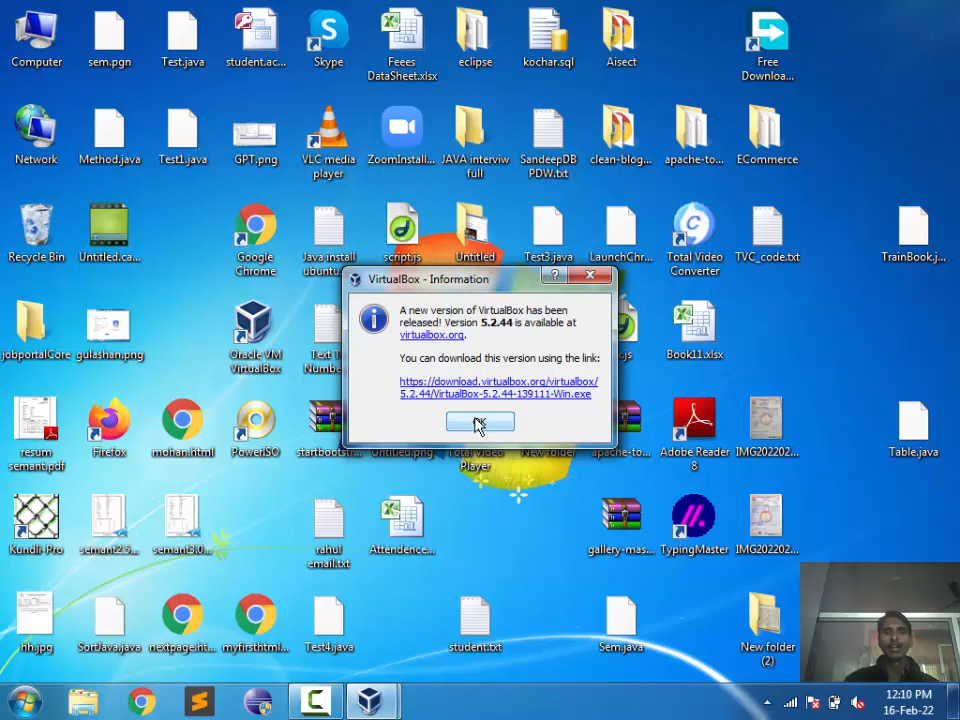 Computer
sem.pgn
Test.java
student.ac...
Skype
Feees
DataSheet.xlsx
eclipse
kochar.sql
Aisect
Free
Downloa...
Network
Method.java
Test1.java
GPT.png
VLC media
player
ZoomInstall...
JAVA interviw
full
SandeepDB
PDW.txt
clean-blog...
apache-to...
ECommerce
Recycle Bin
Untitled.ca...
Google
Chrome
Java install
ubuntu...
script.js
Untitled
Test3.java
LaunchChr...
Total Video
Converter
TVC_code.txt
TrainBook.j...
VirtualBox - Information
A new version of VirtualBox has been
released! Version 5.2.44 is available at
virtualbox.org.
You can download this version using the link:
https://download.virtualbox.org/virtualbox/
5.2.44/VirtualBox-5.2.44-139111-Win.exe
OK
jobportalCore
gulashan.png
Oracle VM
VirtualBox
Book11.xlsx
resum
semant.pdf
Firefox
mohan.html
PowerISO
startbootstr...
Untitled.png
Total Video
Player
New folder
apache-to...
Adobe Reader
8
IMG202202...
Table.java
Kundli-Pro
semant2.5...
semant3.0...
rahul
email.txt
Attendence...
gallery-mas...
TypingMaster
IMG202202...
hh.jpg
SortJava.java
nextpage.ht...
myfirsthtml...
Test4.java
student.txt
Sem.java
New folder
(2)
12:10 PM
16-Feb-22